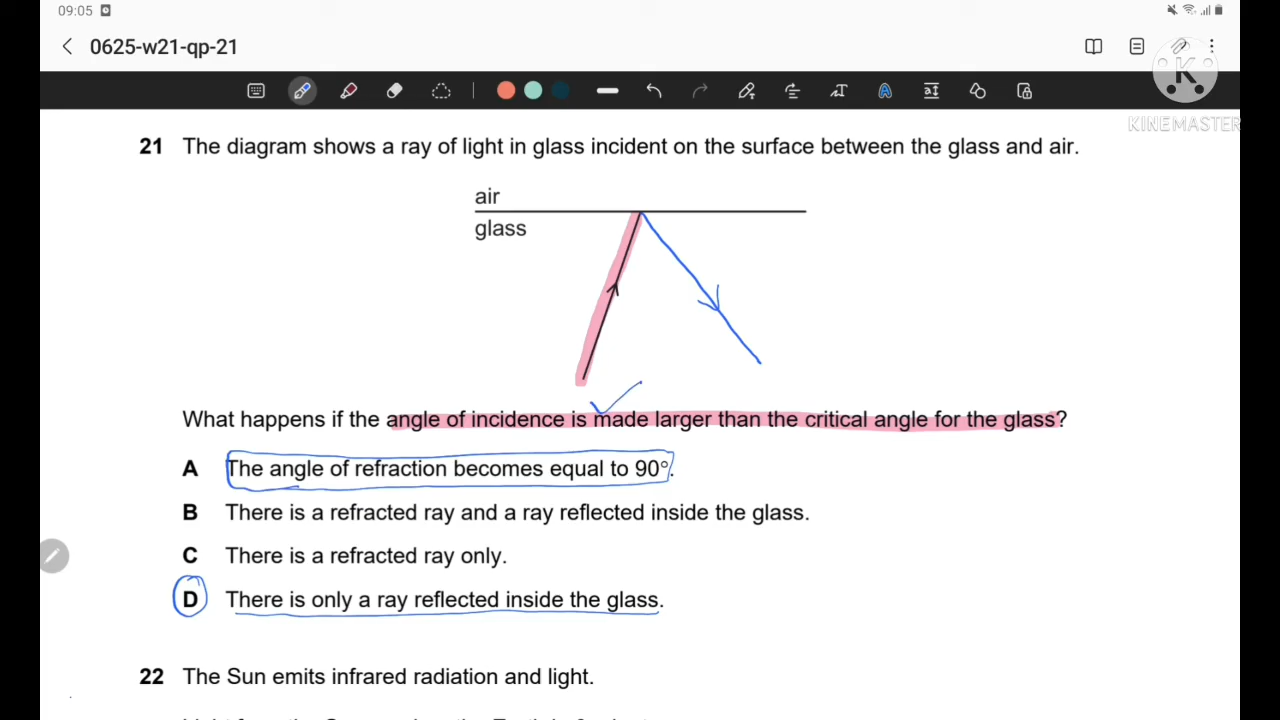 09:05
0625-w21-qp-21
K
KINEMASTER
21 The diagram shows a ray of light in glass incident on the surface between the glass and air.
air
glass
What happens if the angle of incidence is made larger than the critical angle for the glass?
A The angle of refraction becomes equal to 90°.
B There is a refracted ray and a ray reflected inside the glass.
C There is a refracted ray only.
D There is only a ray reflected inside the glass.
22 The Sun emits infrared radiation and light.